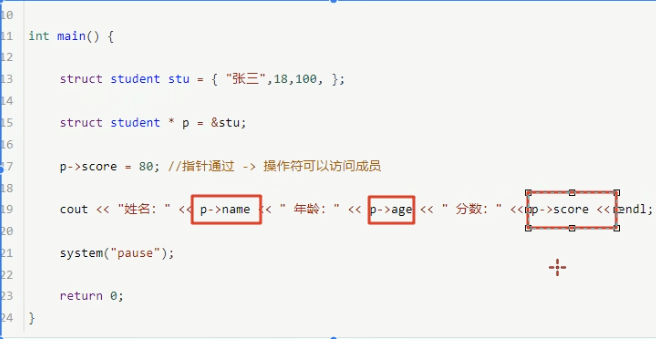 10
11 int main() {
12
13 struct student stu = { "张三",18,100, };
14
15 struct student * p = &stu;
16
17 p->score = 80; //指针通过 -> 操作符可以访问成员
18
19 cout << "姓名：" << p->name << " 年龄：" << p->age << " 分数：" << p->score << endl;
20
21 system("pause");
22
23 return 0;
24 }